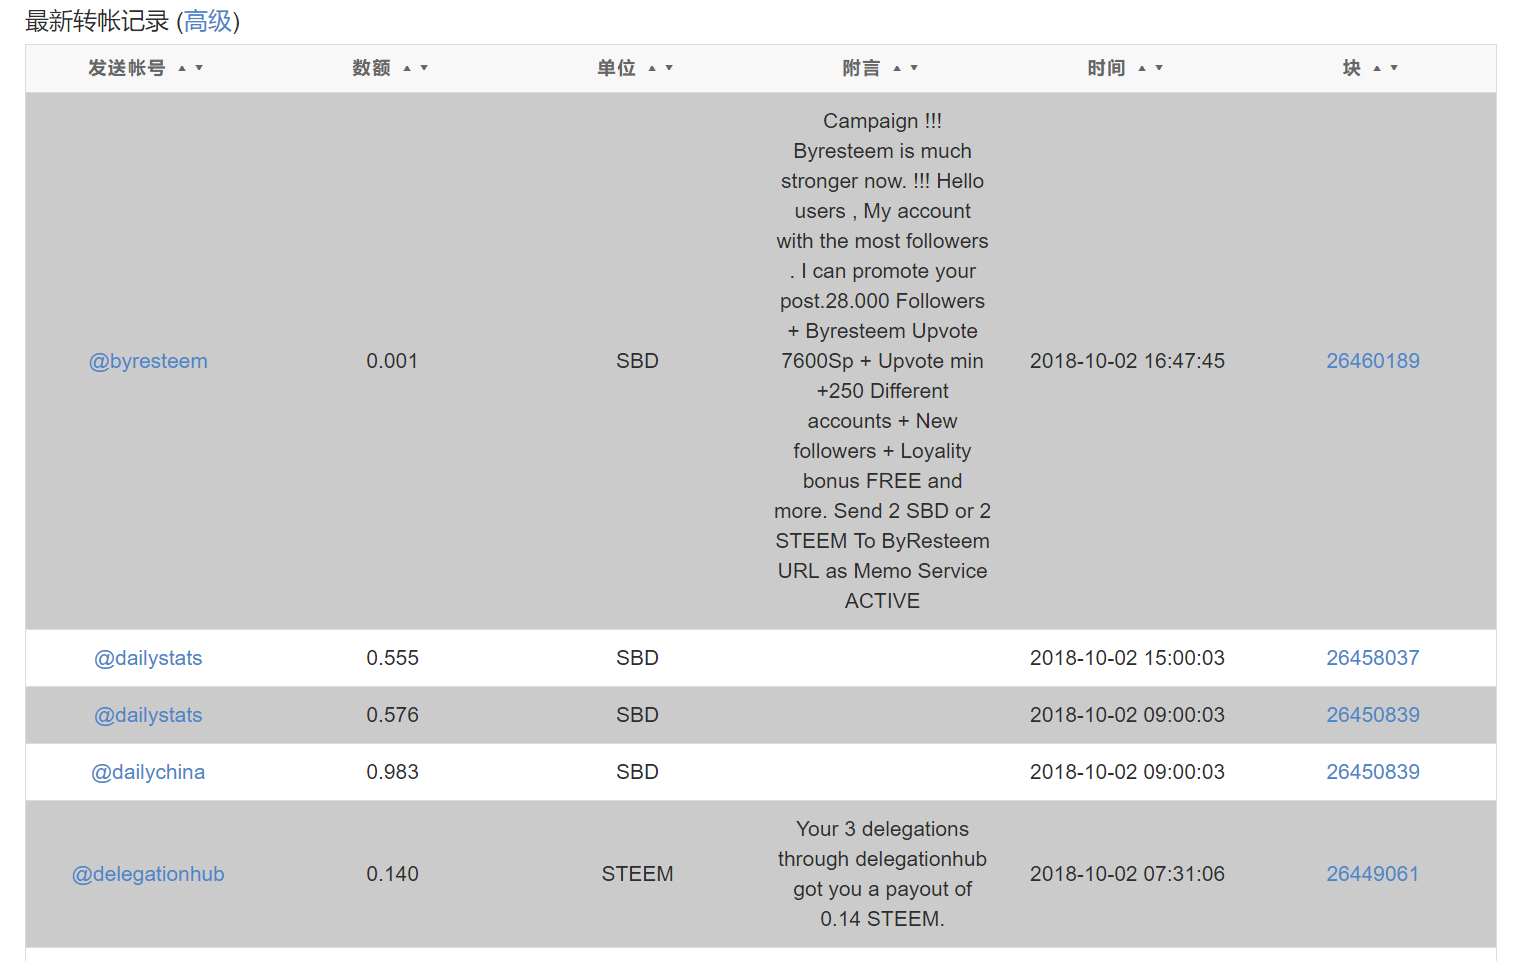 最新转帐记录 (高级)
发送帐号 数额 单位 附言 时间 块
Campaign !!!
Byresteem is much
stronger now. !!! Hello
users , My account
with the most followers
. I can promote your
post.28.000 Followers
+ Byresteem Upvote
@byresteem 0.001 SBD 7600Sp + Upvote min 2018-10-02 16:47:45 26460189
+250 Different
accounts + New
followers + Loyality
bonus FREE and
more. Send 2 SBD or 2
STEEM To ByResteem
URL as Memo Service
ACTIVE
@dailystats 0.555 SBD 2018-10-02 15:00:03 26458037
@dailystats 0.576 SBD 2018-10-02 09:00:03 26450839
@dailychina 0.983 SBD 2018-10-02 09:00:03 26450839
Your 3 delegations
through delegationhub
@delegationhub 0.140 STEEM got you a payout of 2018-10-02 07:31:06 26449061
0.14 STEEM.